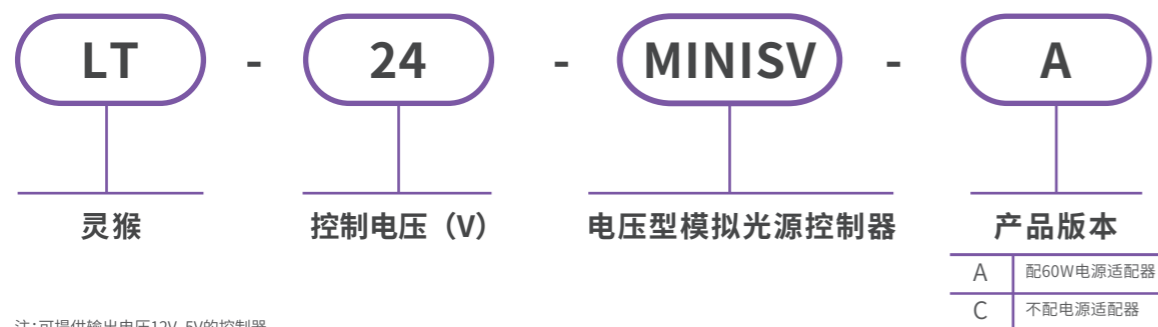 LT - 24 - MINISV - A
灵猴 控制电压（V） 电压型模拟光源控制器 产品版本
A 配60W电源适配器
C 不配电源适配器
注：可提供输出电压12V、5V的控制器